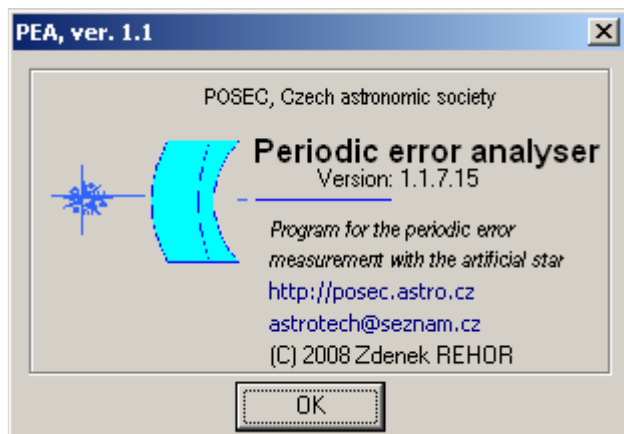 PEA, ver. 1.1
POSEC, Czech astronomic society
Periodic error analyser
Version: 1.1.7.15
Program for the periodic error
measurement with the artificial star
http://posec.astro.cz
astrotech@seznam.cz
(C) 2008 Zdenek REHOR
OK